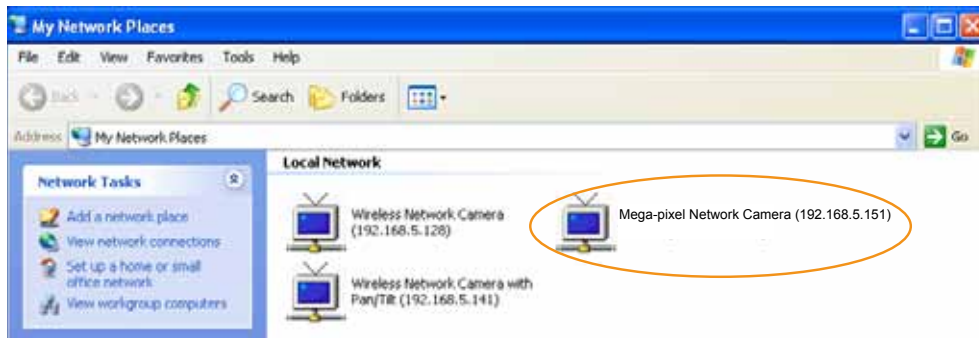 My Network Places
File Edit View Favorites Tools Help
Back Search Folders
Address My Network Places Go
Network Tasks
Add a network place
View network connections
Set up a home or small
office network
View workgroup computers
Local Network
Wireless Network Camera
(192.168.5.128)
Mega-pixel Network Camera (192.168.5.151)
Wireless Network Camera with
Pan/Tilt (192.168.5.141)